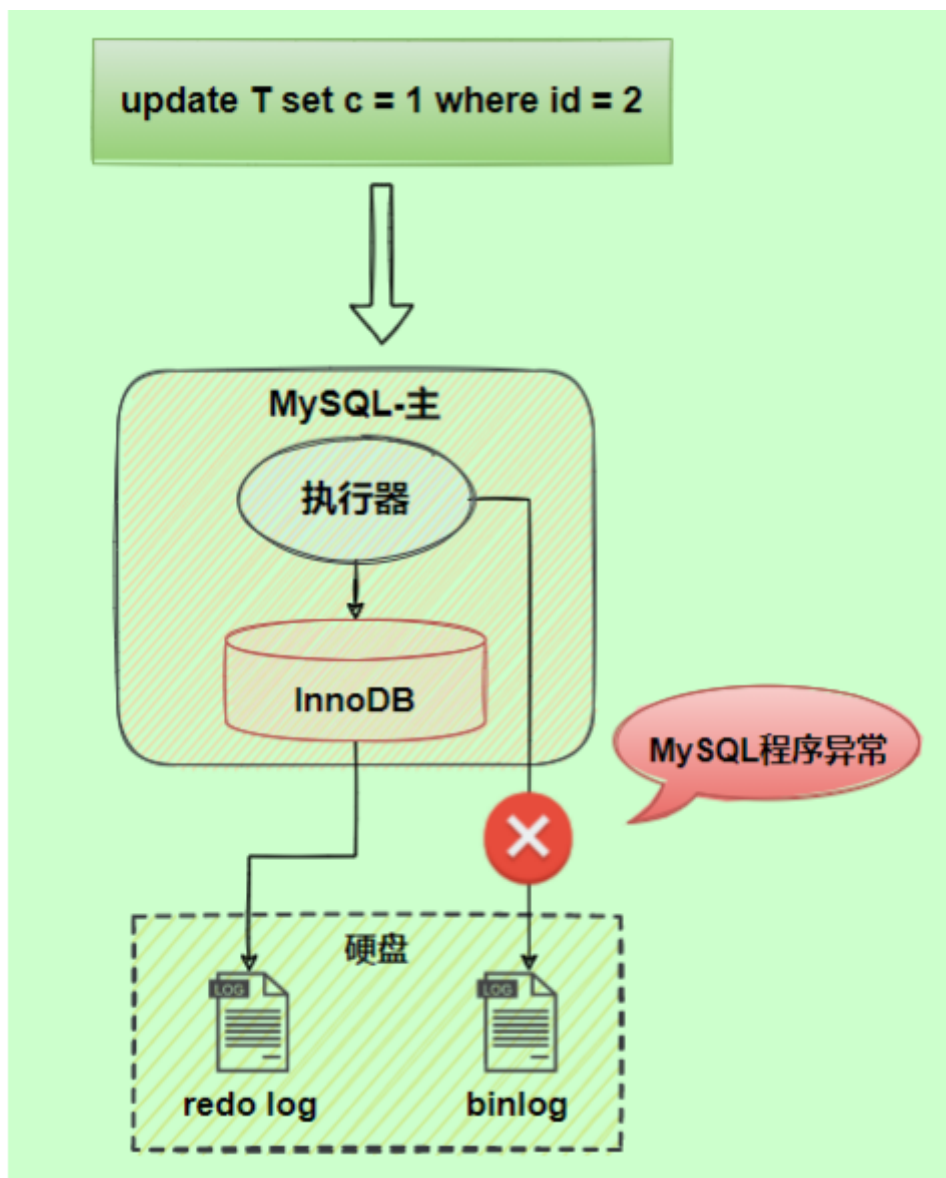 update T set c = 1 where id = 2
MySQL-主
执行器
InnoDB
MySQL程序异常
硬盘
LOG
LOG
redo log
binlog